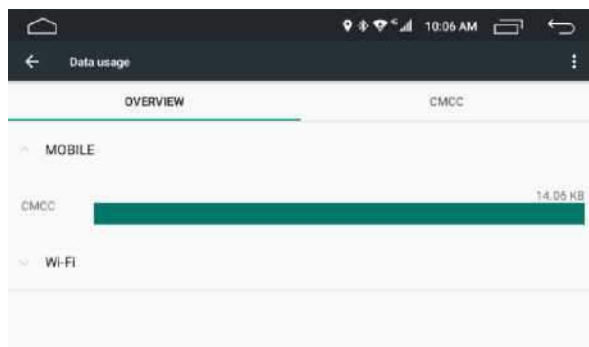 10:06 AM
Data usage
OVERVIEW CMCC
MOBILE
14.06 KB
CMCC
Wi-Fi